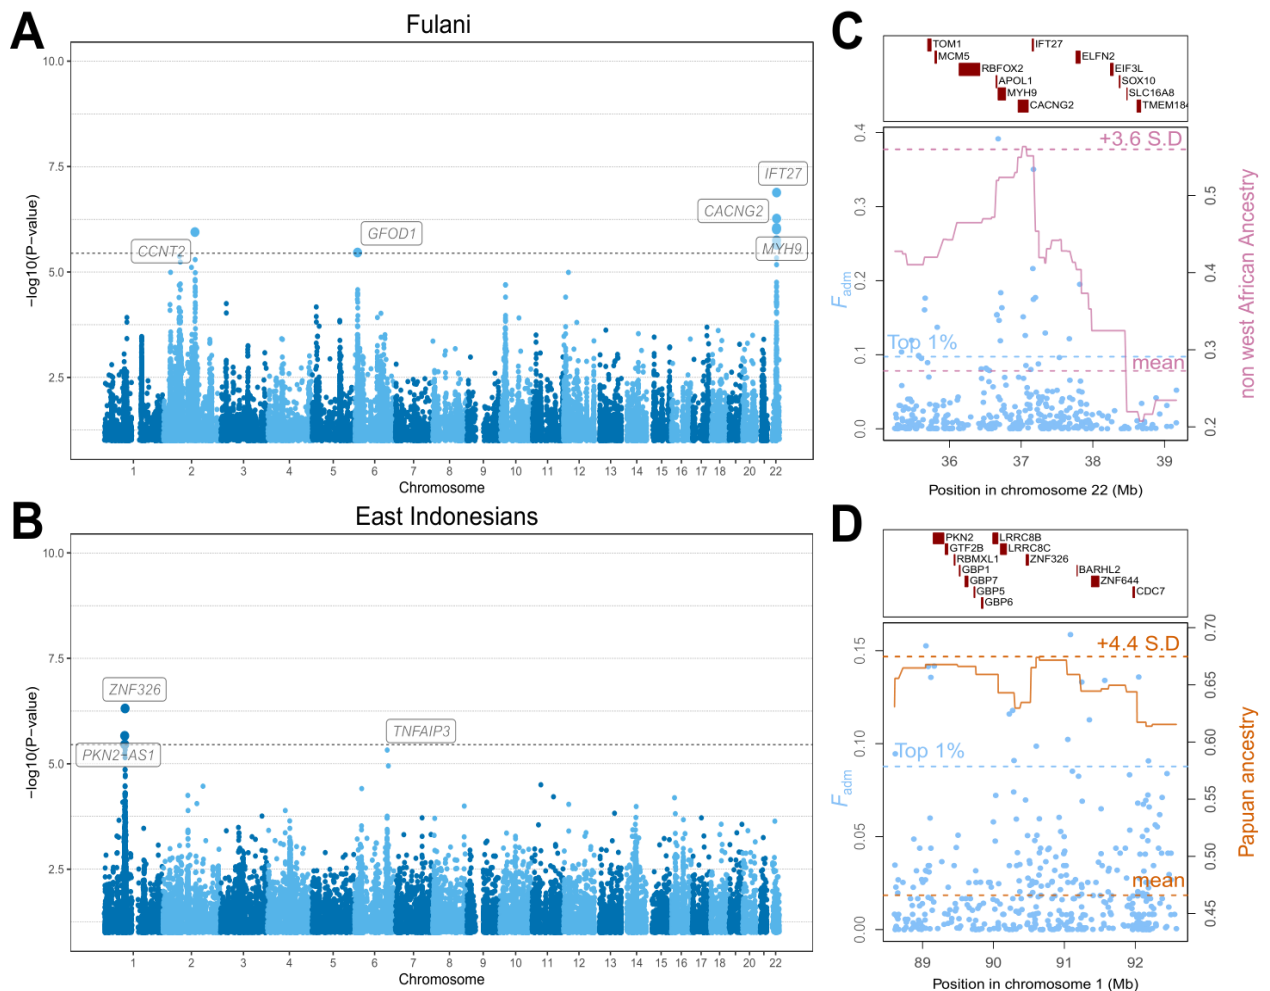 A
Fulani
10.0
7.5
5.0
2.5
−log10(P−value)
IFT27
CACNG2
MYH9
GFOD1
CCNT2
1 2 3 4 5 6 7 8 9 10 11 12 13 14 15 16 17 18 20 22
Chromosome
B
East Indonesians
10.0
7.5
5.0
2.5
−log10(P−value)
ZNF326
PKN2-AS1
TNFAIP3
1 2 3 4 5 6 7 8 9 10 11 12 13 14 15 16 17 18 20 22
Chromosome
C
TOM1 IFT27
MCM5 ELFN2
RBFOX2 EIF3L
APOL1 SOX10
MYH9 SLC16A8
CACNG2 TMEM184
+3.6 S.D
Top 1%
mean
0.4
0.3
0.2
0.1
0.0
Fadm
0.5
0.4
0.3
0.2
non west African Ancestry
36 37 38 39
Position in chromosome 22 (Mb)
D
PKN2 LRRC8B
GTF2B LRRC8C
RBMXL1 ZNF326
GBP1 BARHL2
GBP7 ZNF644
GBP5 CDC7
GBP6
+4.4 S.D
Top 1%
mean
0.15
0.10
0.05
0.00
Fadm
0.70
0.65
0.60
0.55
0.50
0.45
Papuan ancestry
89 90 91 92
Position in chromosome 1 (Mb)